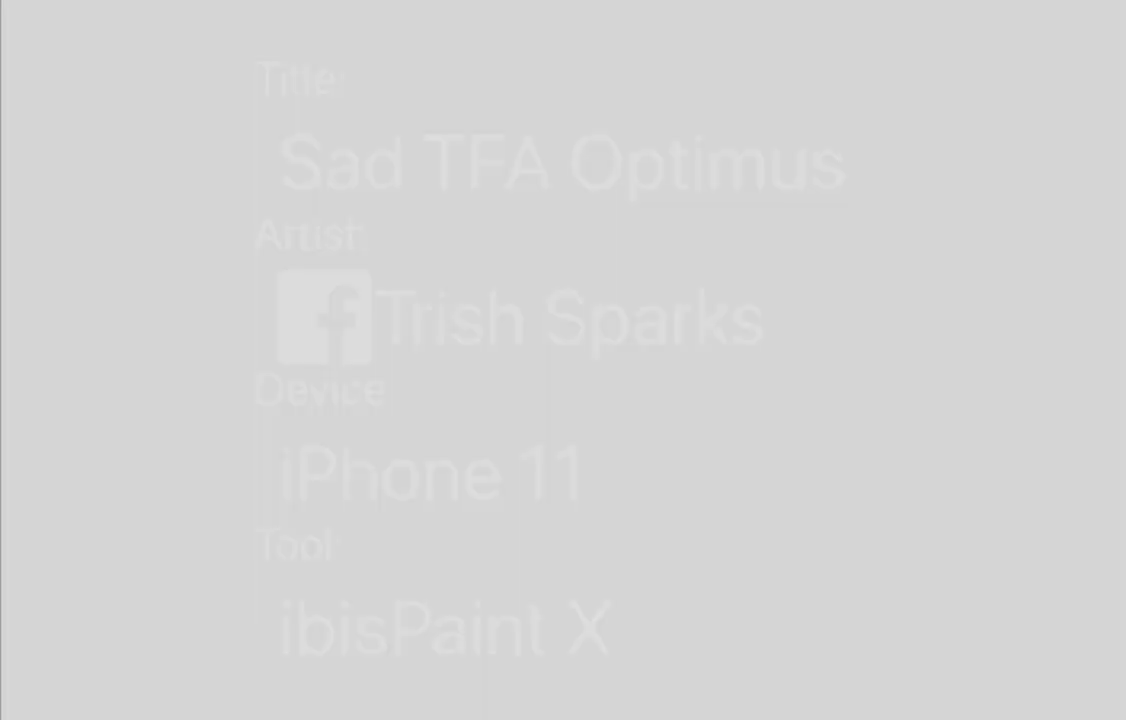 Title
Sad TFA Optimus
Artist
Trish Sparks
Device
iPhone 11
Tool
ibisPaint X